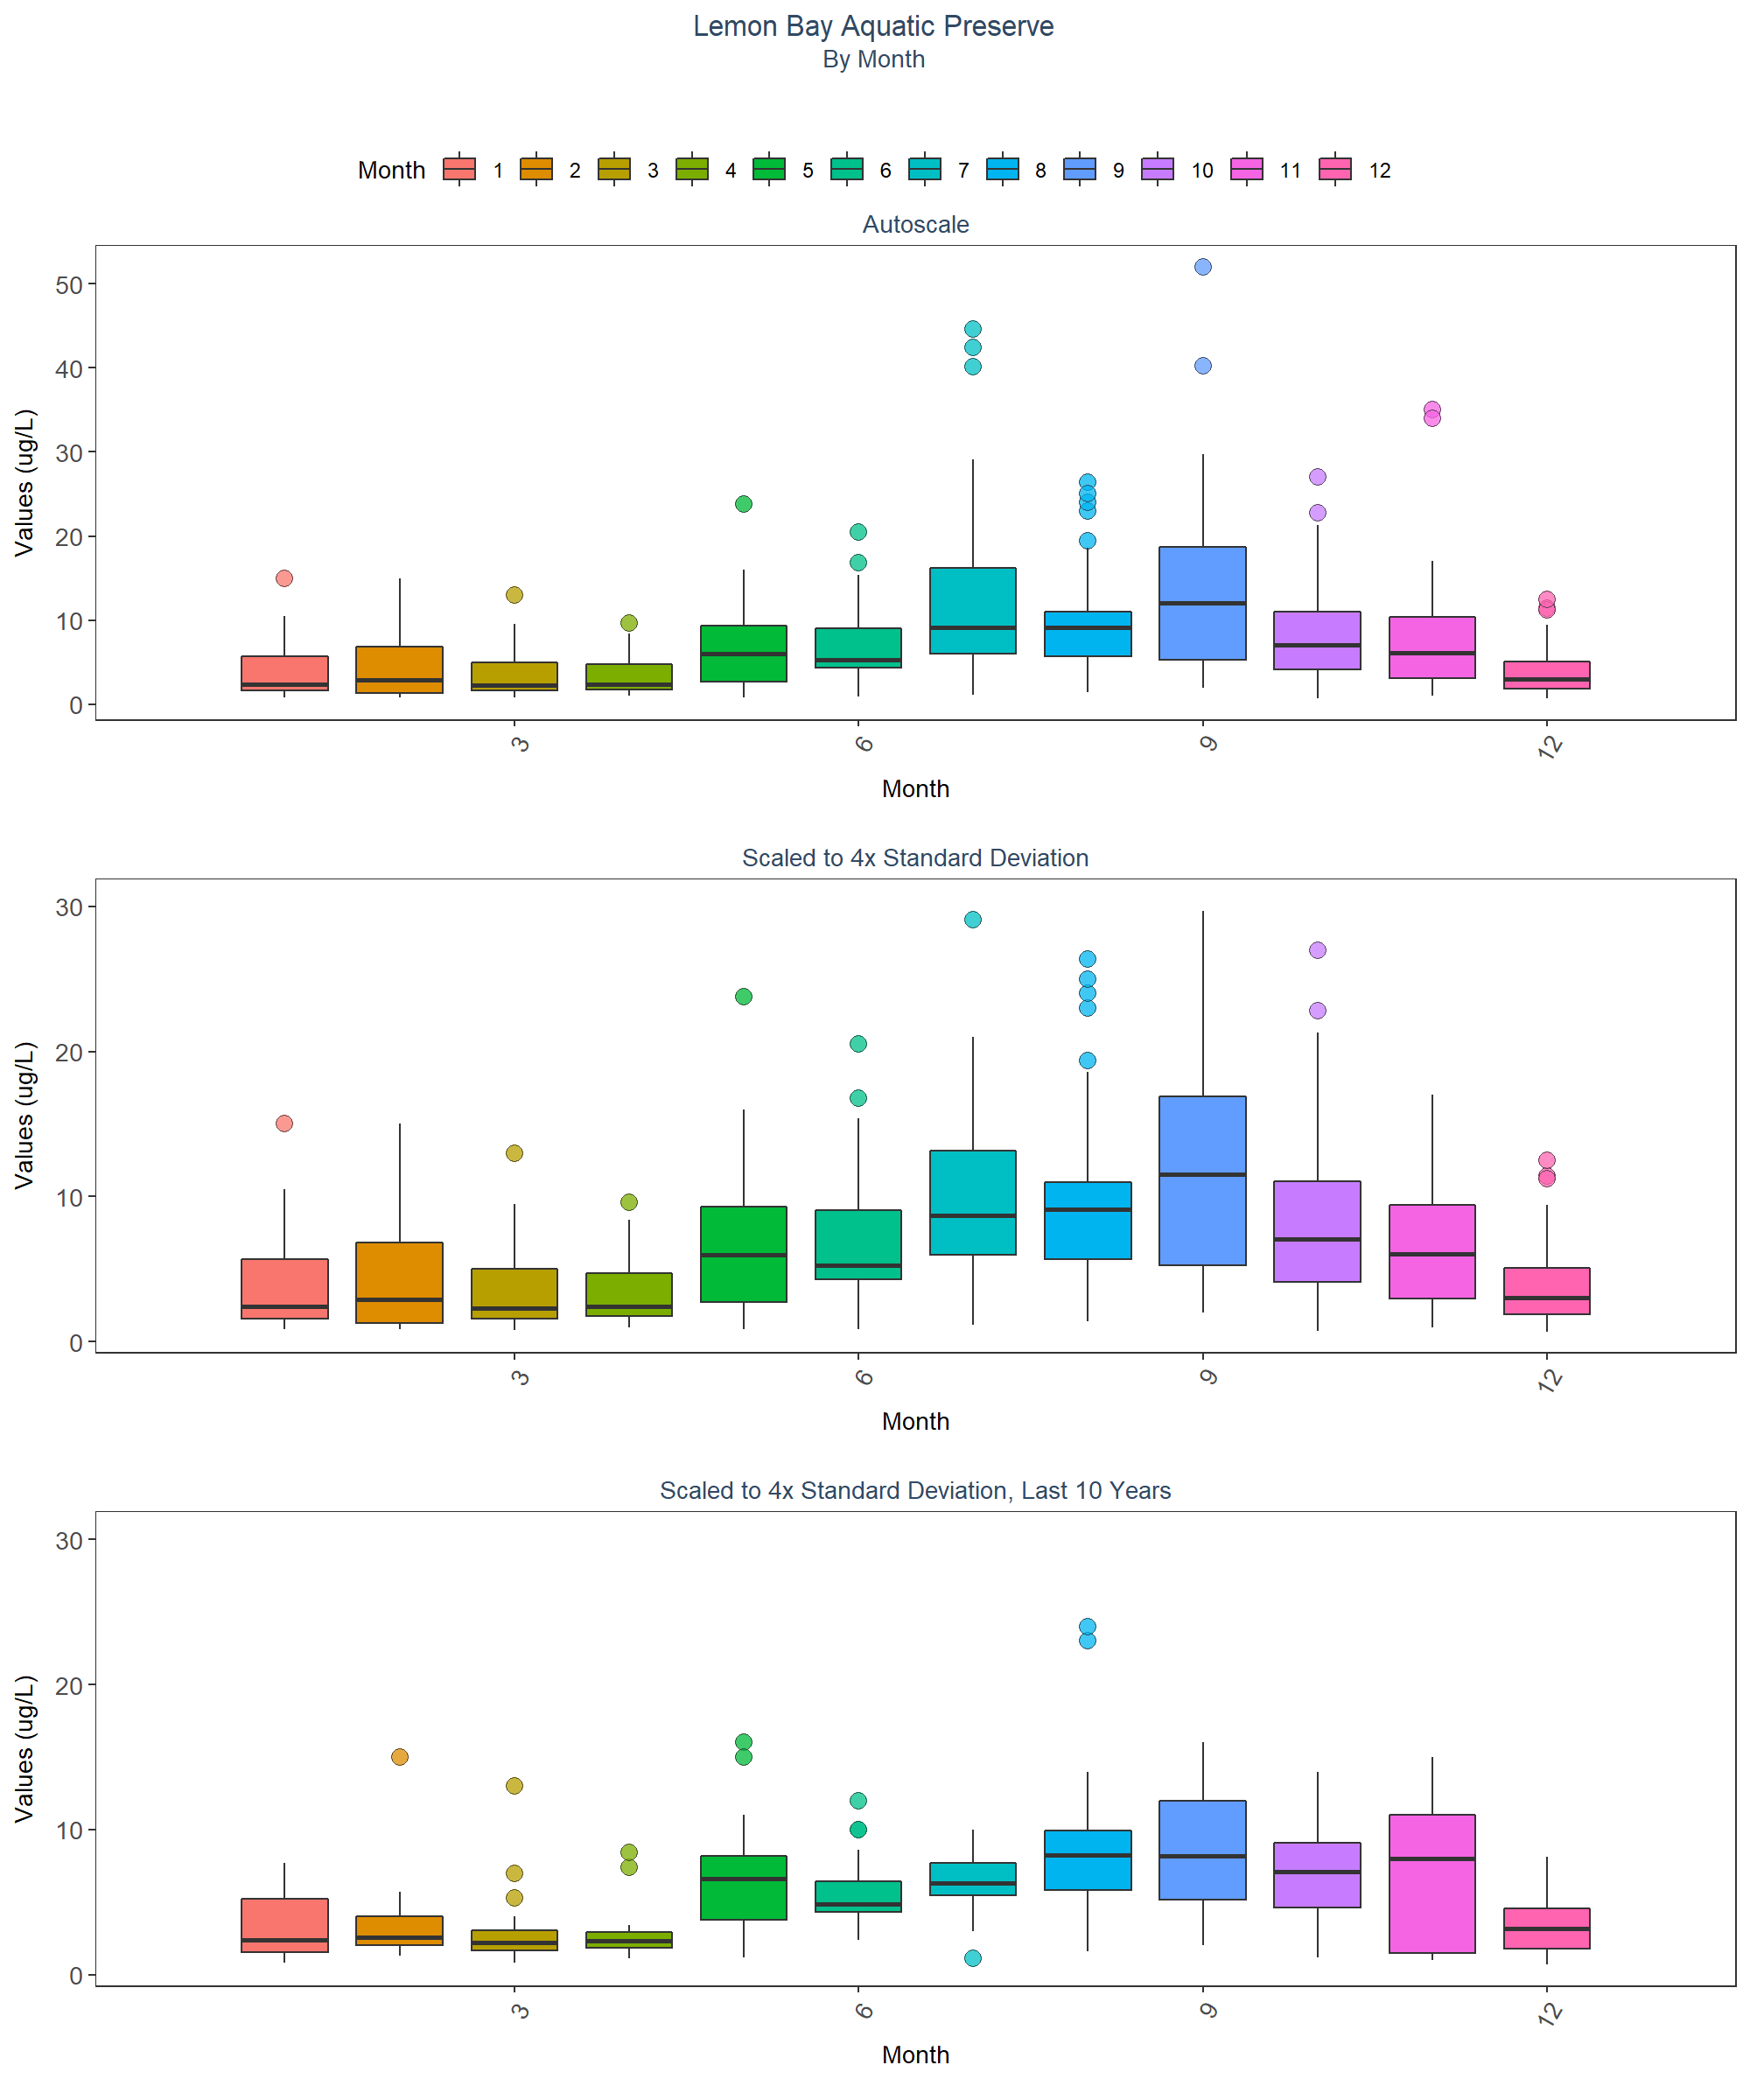 Lemon Bay Aquatic Preserve
By Month
Month 1 2 3 4 5 6 7 8 9 10 11 12
Autoscale
Values (ug/L)
50
40
30
20
10
0
3 6 9 12
Month
Scaled to 4x Standard Deviation
Values (ug/L)
30
20
10
0
3 6 9 12
Month
Scaled to 4x Standard Deviation, Last 10 Years
Values (ug/L)
30
20
10
0
3 6 9 12
Month